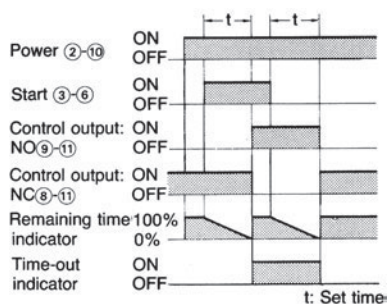 t t
Power ②-⑩ ON
OFF
Start ③-⑥ ON
OFF
Control output: ON
NO⑨-⑪ OFF
Control output: ON
NC⑧-⑪ OFF
Remaining time 100%
indicator 0%
Time-out ON
indicator OFF
t: Set time